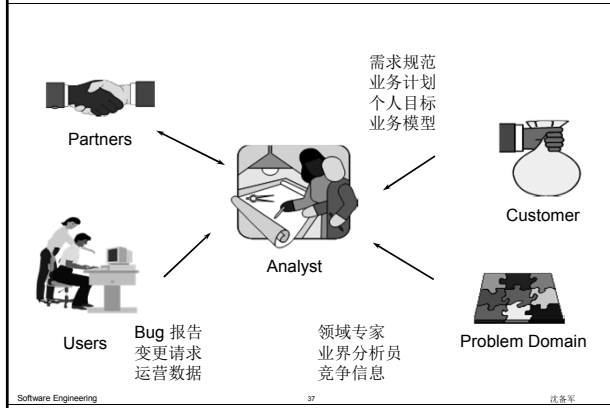 需求规范
业务计划
个人目标
业务模型
Partners
Customer
Analyst
Users
Bug 报告
变更请求
运营数据
领域专家
业界分析员
竞争信息
Problem Domain
Software Engineering
37
沈备军